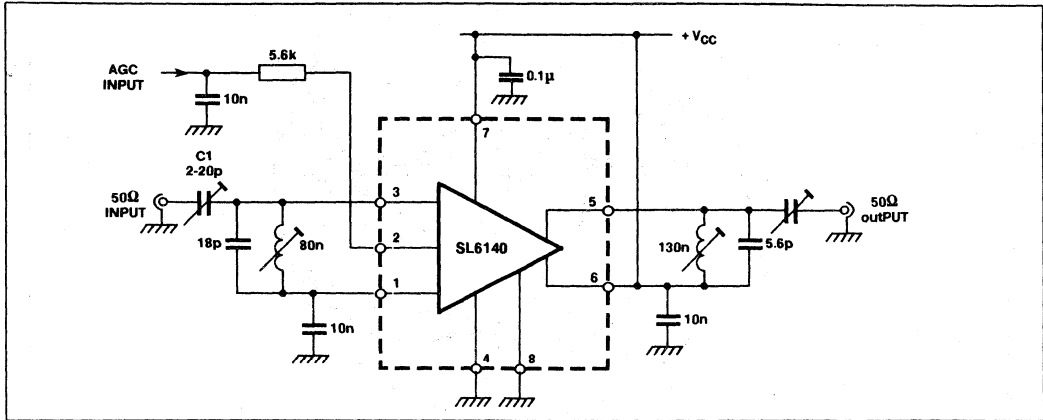 + VCC
5.6k
AGC
INPUT
0.1µ
10n
7
C1
2-20p
50Ω
INPUT
3
5
50Ω
outPUT
18p
80n
2
SL6140
130n
5.6p
1
6
10n
10n
4
8